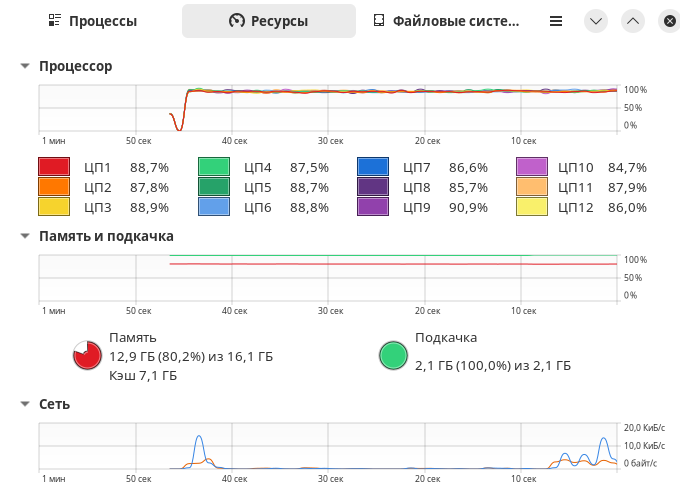 Процессы Ресурсы Файловые систе...
Процессор
100 %
50 %
0 %
1 мин 50 сек 40 сек 30 сек 20 сек 10 сек
ЦП1 88,7% ЦП4 87,5% ЦП7 86,6% ЦП10 84,7%
ЦП2 87,8% ЦП5 88,7% ЦП8 85,7% ЦП11 87,9%
ЦП3 88,9% ЦП6 88,8% ЦП9 90,9% ЦП12 86,0%
Память и подкачка
100 %
50 %
0 %
1 мин 50 сек 40 сек 30 сек 20 сек 10 сек
Память Подкачка
12,9 ГБ (80,2%) из 16,1 ГБ 2,1 ГБ (100,0%) из 2,1 ГБ
Кэш 7,1 ГБ
Сеть
20,0 КиБ/с
10,0 КиБ/с
0 байт/с
1 мин 50 сек 40 сек 30 сек 20 сек 10 сек